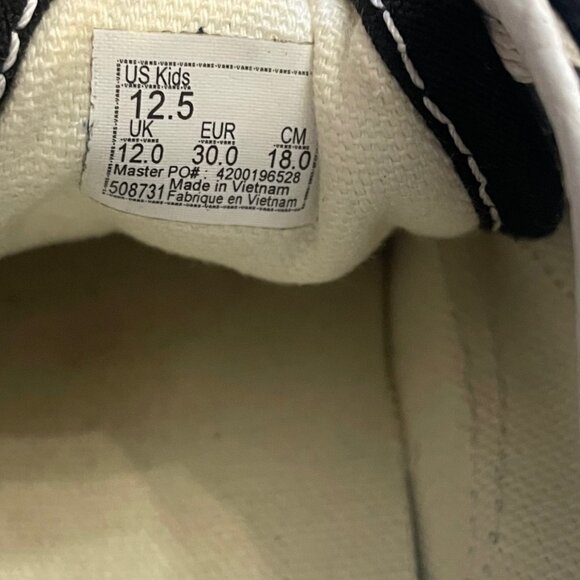 US Kids
12.5
UK EUR CM
12.0 30.0 18.0
Master PO# : 4200196528
508731 Made in Vietnam
Fabrique en Vietnam